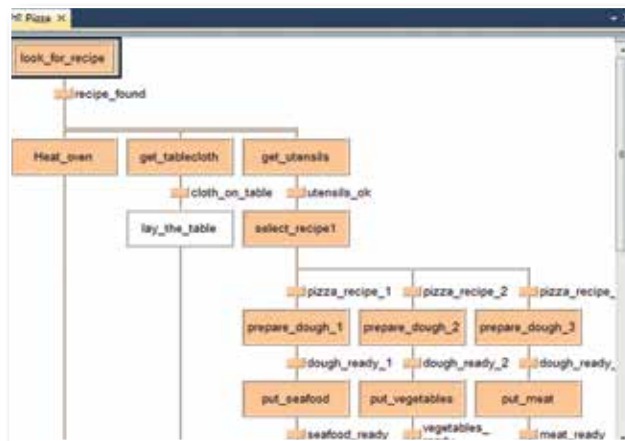 Pizza
look_for_recipe
recipe_found
Heat_oven get_tablecloth get_utensils
cloth_on_table utensils_ok
lay_the_table select_recipe1
pizza_recipe_1 pizza_recipe_2 pizza_recipe_
prepare_dough_1 prepare_dough_2 prepare_dough_3
dough_ready_1 dough_ready_2 dough_ready_
put_seafood put_vegetables put_meat
seafood_ready vegetables_ meat_ready